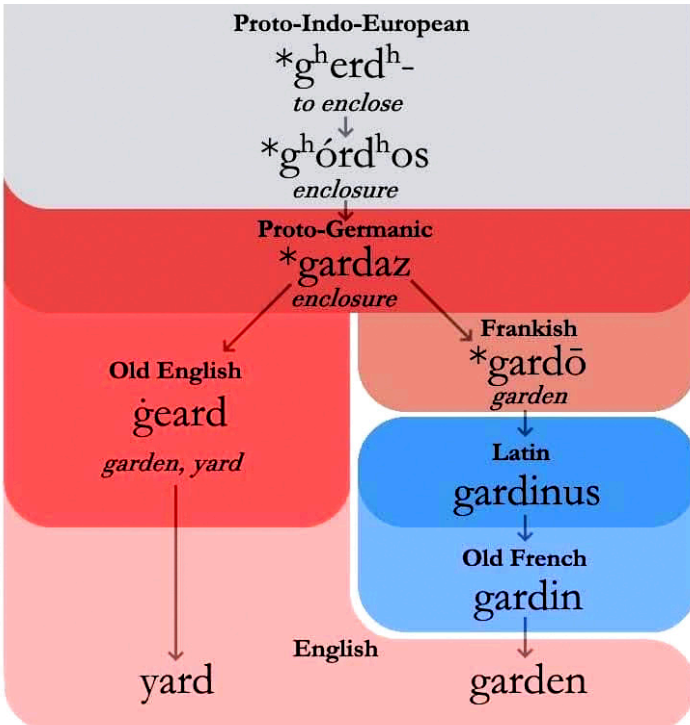 Proto-Indo-European
*gʰerdʰ-
to enclose
*gʰórdʰos
enclosure
Proto-Germanic
*gardaz
enclosure
Old English
ġeard
garden, yard
Frankish
*gardō
garden
Latin
gardinus
Old French
gardin
English
yard
garden